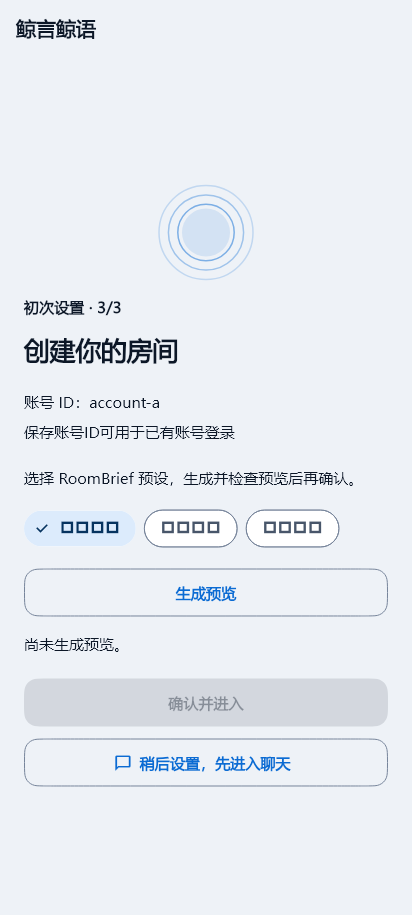 鲸言鲸语
初次设置 · 3/3
创建你的房间
账号 ID：account-a
保存账号ID可用于已有账号登录
选择 RoomBrief 预设，生成并检查预览后再确认。
生成预览
尚未生成预览。
确认并进入
稍后设置，先进入聊天